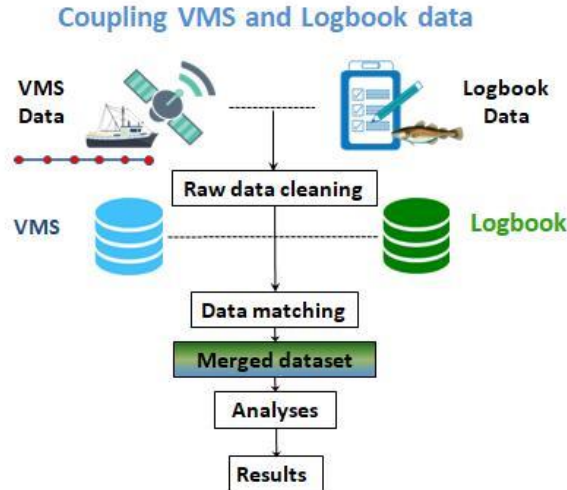 Coupling VMS and Logbook data
VMS
Data
Logbook
Data
Raw data cleaning
VMS
Logbook
Data matching
Merged dataset
Analyses
Results